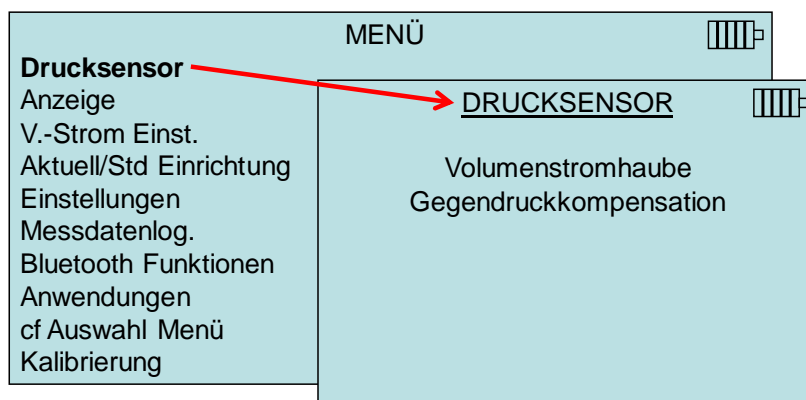 MENÜ
Drucksensor
Anzeige
V.-Strom Einst.
Aktuell/Std Einrichtung
Einstellungen
Messdatenlog.
Bluetooth Funktionen
Anwendungen
cf Auswahl Menü
Kalibrierung
DRUCKSENSOR
Volumenstromhaube
Gegendruckkompensation